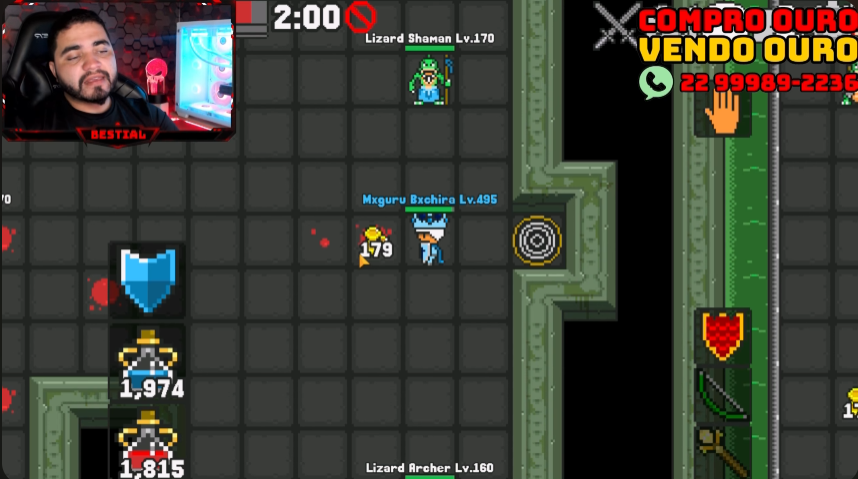 2:00
COMPRO OURO
VENDO OURO
22 99989-2236
Lizard Shaman Lv.170
BESTIAL
Mxguru Bxchira Lv.495
179
1,974
1,815
Lizard Archer Lv.160